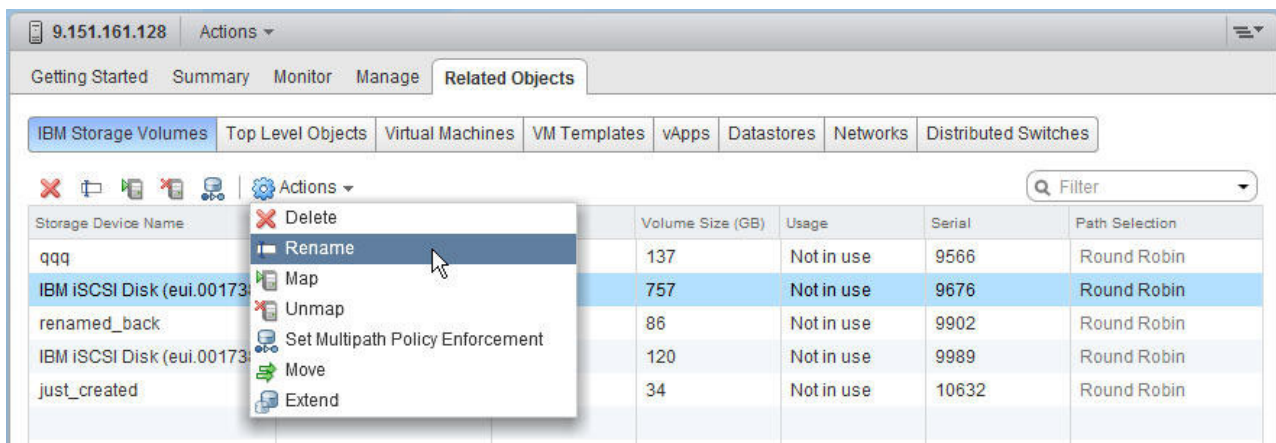 9.151.161.128 Actions
Getting Started Summary Monitor Manage Related Objects
IBM Storage Volumes Top Level Objects Virtual Machines VM Templates vApps Datastores Networks Distributed Switches
Actions Filter
Storage Device Name Volume Size (GB) Usage Serial Path Selection
Delete
Rename
Map
Unmap
Set Multipath Policy Enforcement
Move
Extend
qqq 137 Not in use 9566 Round Robin
IBM iSCSI Disk (eui.00173 757 Not in use 9676 Round Robin
renamed_back 86 Not in use 9902 Round Robin
IBM iSCSI Disk (eui.00173 120 Not in use 9989 Round Robin
just_created 34 Not in use 10632 Round Robin